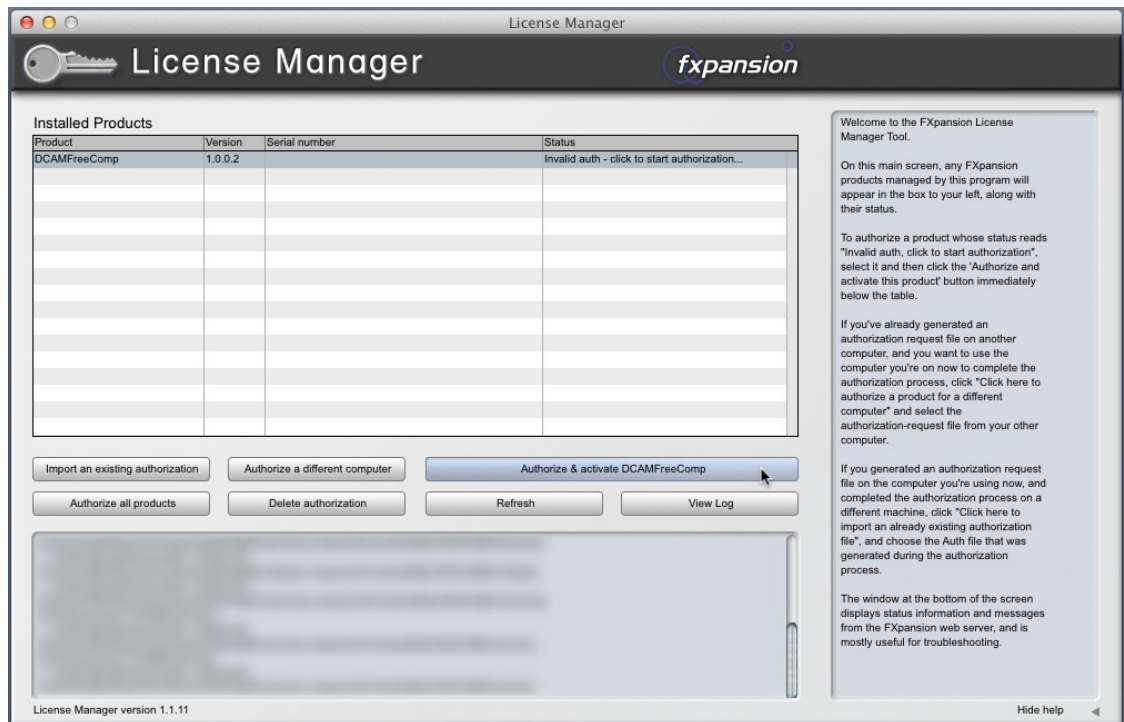 License Manager
License Manager
fxpansion
Installed Products
Product Version Serial number Status
DCAMFreeComp 1.0.0.2 Invalid auth - click to start authorization...
Import an existing authorization
Authorize a different computer
Authorize & activate DCAMFreeComp
Authorize all products
Delete authorization
Refresh
View Log
License Manager version 1.1.11
Welcome to the FXpansion License
Manager Tool.
On this main screen, any FXpansion
products managed by this program will
appear in the box to your left, along with
their status.
To authorize a product whose status reads
"Invalid auth, click to start authorization",
select it and then click the 'Authorize and
activate this product' button immediately
below the table.
If you've already generated an
authorization request file on another
computer, and you want to use the
computer you're on now to complete the
authorization process, click "Click here to
authorize a product for a different
computer" and select the
authorization-request file from your other
computer.
If you generated an authorization request
file on the computer you're using now, and
completed the authorization process on a
different machine, click "Click here to
import an already existing authorization
file", and choose the Auth file that was
generated during the authorization
process.
The window at the bottom of the screen
displays status information and messages
from the FXpansion web server, and is
mostly useful for troubleshooting.
Hide help